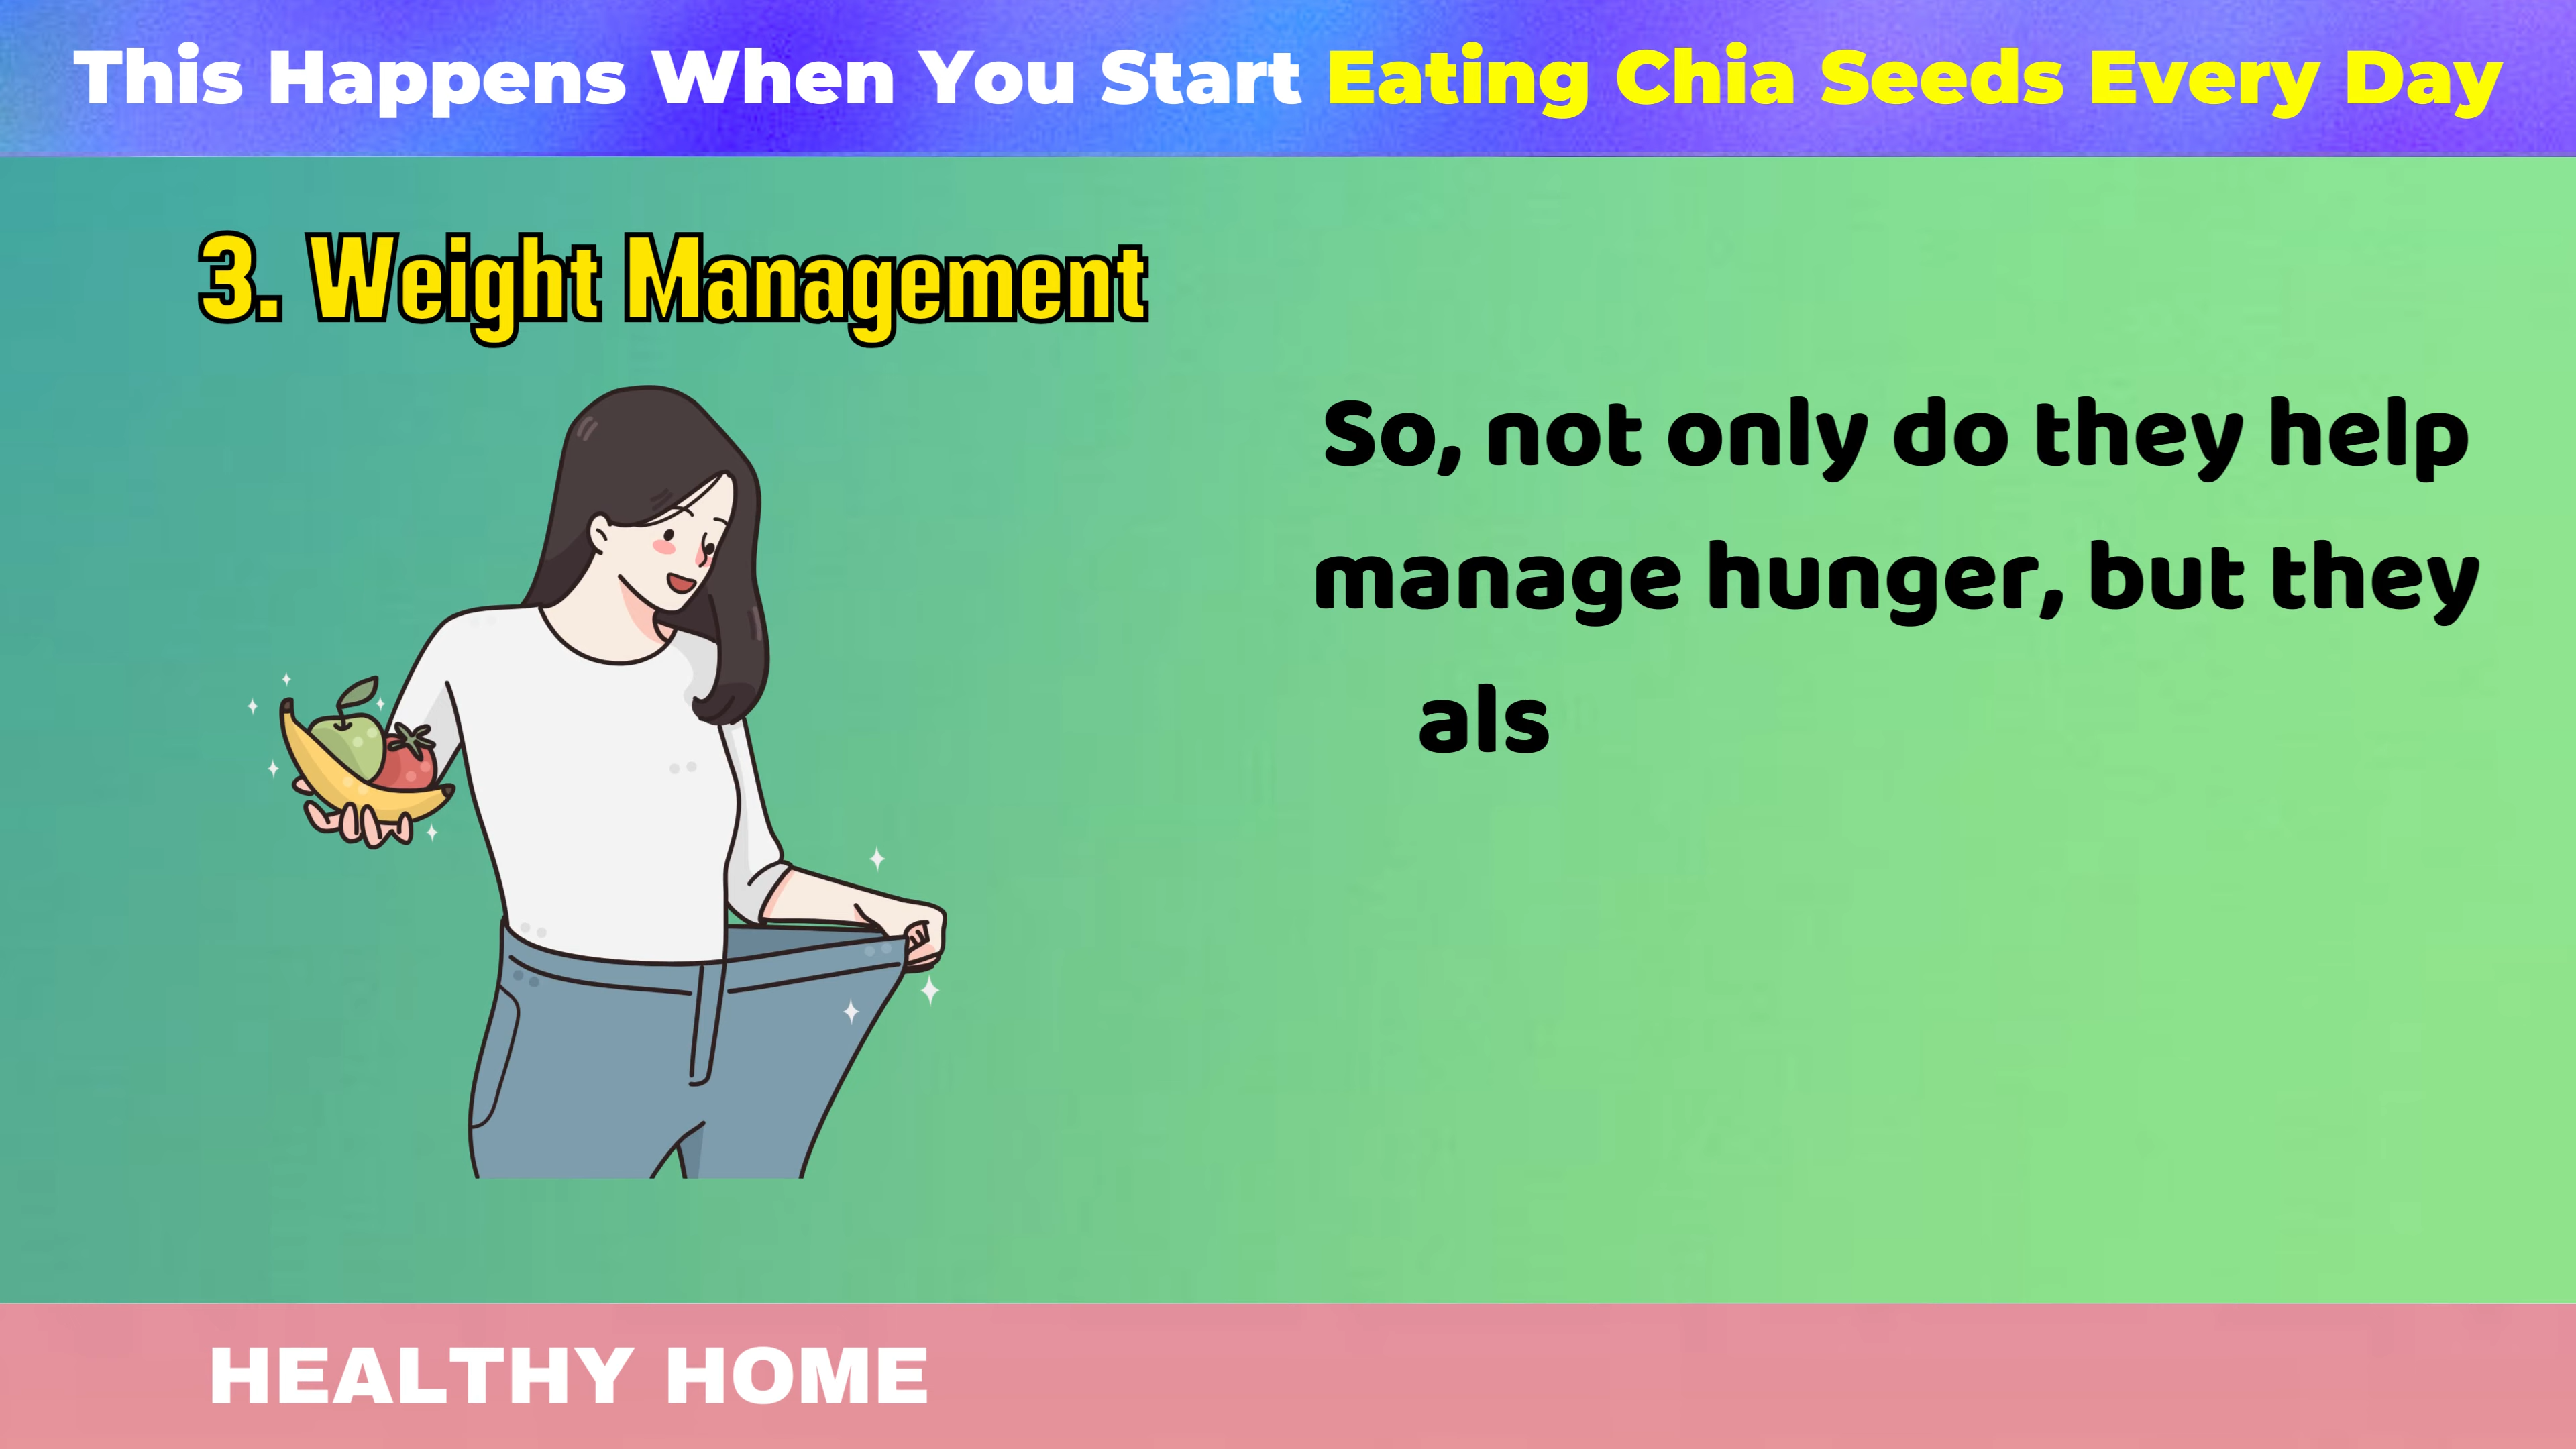 This Happens When You Start Eating Chia Seeds Every Day
3. Weight Management
So, not only do they help
manage hunger, but they
als
HEALTHY HOME